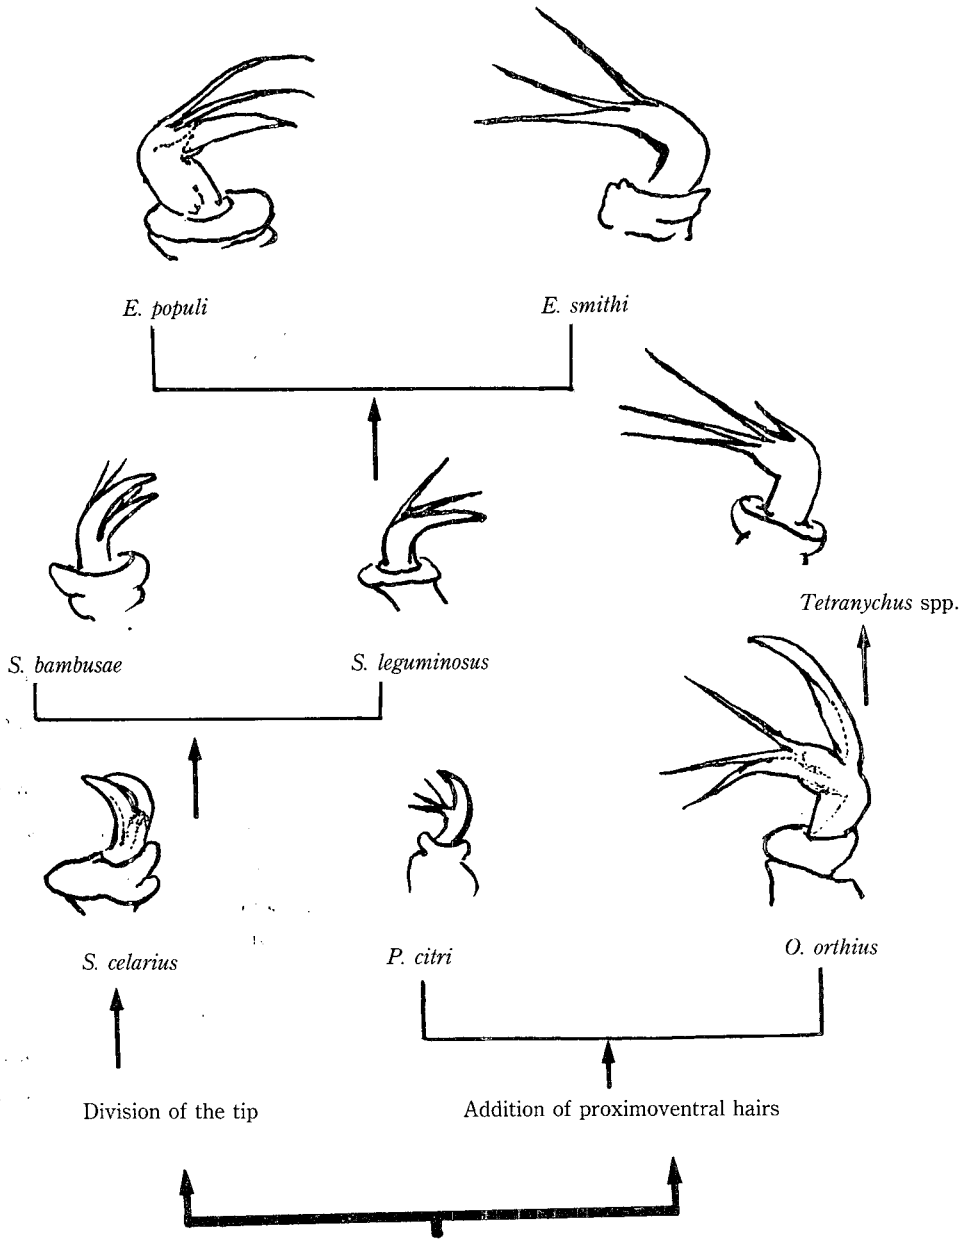 E. populi
E. smithi
Tetranychus spp.
S. bambusae
S. leguminosus
S. celarius
P. citri
O. orthius
Division of the tip
Addition of proximoventral hairs